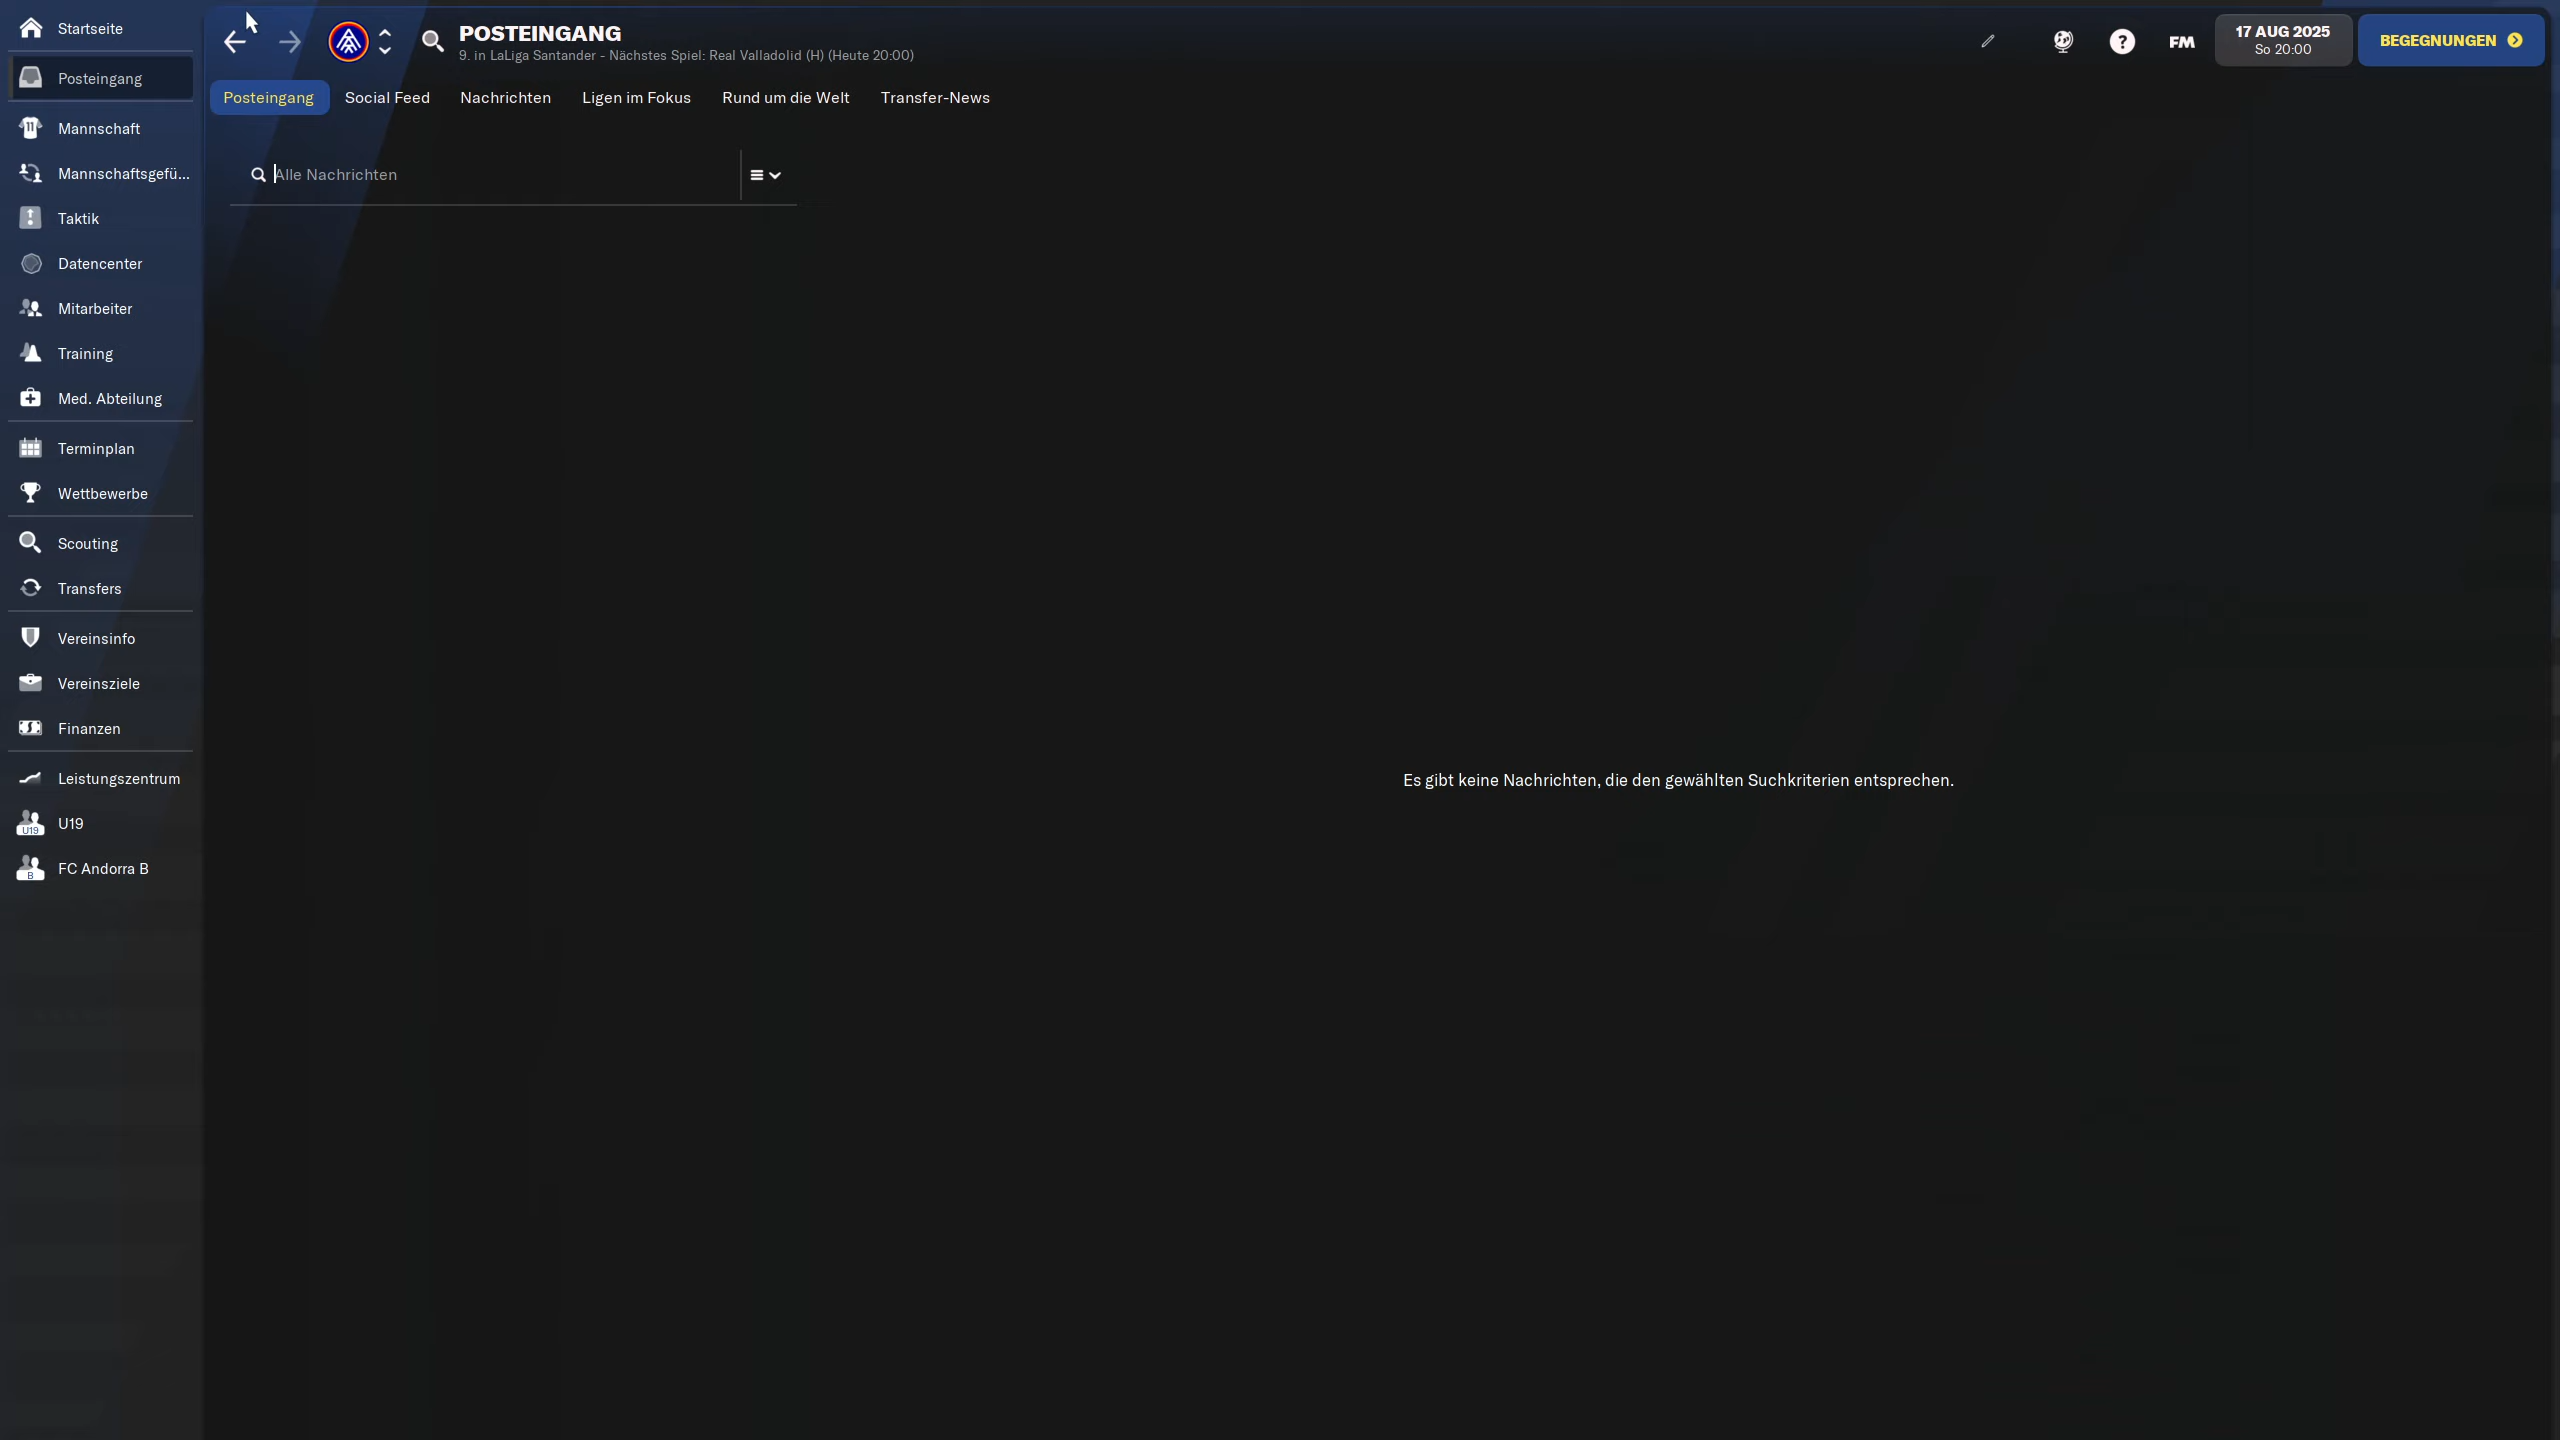 Startseite
Posteingang
Mannschaft
Mannschaftsgefü...
Taktik
Datencenter
Mitarbeiter
Training
Med. Abteilung
Terminplan
Wettbewerbe
Scouting
Transfers
Vereinsinfo
Vereinsziele
Finanzen
Leistungszentrum
U19 U19
B FC Andorra B
POSTEINGANG
9. in LaLiga Santander - Nächstes Spiel: Real Valladolid (H) (Heute 20:00)
FM
17 AUG 2025
So 20:00
BEGEGNUNGEN
Posteingang Social Feed Nachrichten Ligen im Fokus Rund um die Welt Transfer-News
Alle Nachrichten
Es gibt keine Nachrichten, die den gewählten Suchkriterien entsprechen.